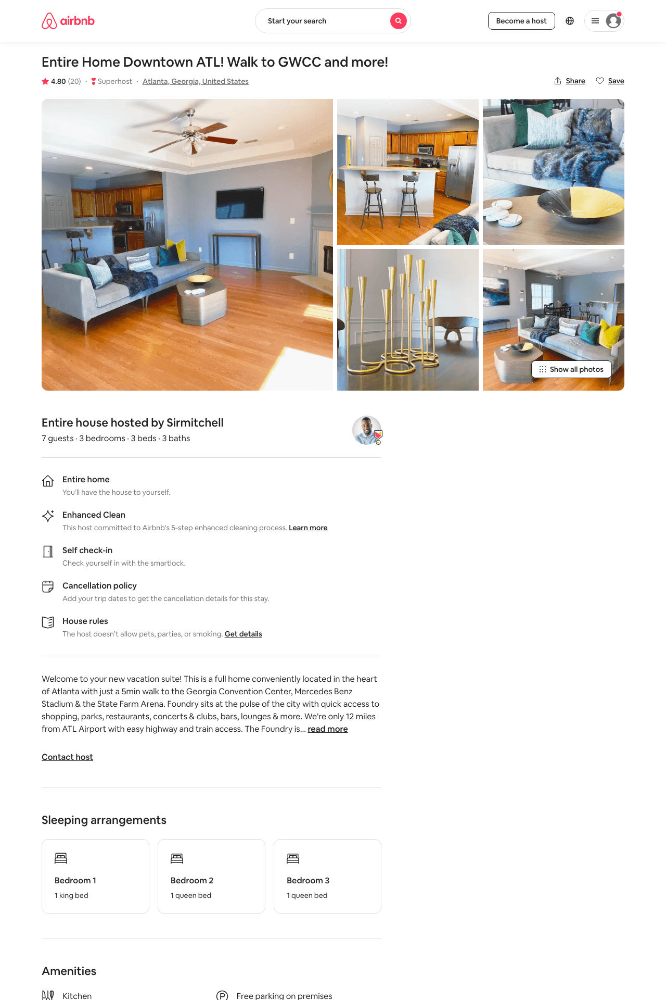 airbnb
Start your search
Become a host
Entire Home Downtown ATL! Walk to GWCC and more!
4.80 (20) · Superhost · Atlanta, Georgia, United States
Share
Save
Show all photos
Entire house hosted by Sirmitchell
7 guests · 3 bedrooms · 3 beds · 3 baths
Entire home
You’ll have the house to yourself.
Enhanced Clean
This host committed to Airbnb's 5-step enhanced cleaning process. Learn more
Self check-in
Check yourself in with the smartlock.
Cancellation policy
Add your trip dates to get the cancellation details for this stay.
House rules
The host doesn’t allow pets, parties, or smoking. Get details
Welcome to your new vacation suite! This is a full home conveniently located in the heart
of Atlanta with just a 5min walk to the Georgia Convention Center, Mercedes Benz
Stadium & the State Farm Arena. Foundry sits at the pulse of the city with quick access to
shopping, parks, restaurants, concerts & clubs, bars, lounges & more. We're only 12 miles
from ATL Airport with easy highway and train access. The Foundry is... read more
Contact host
Sleeping arrangements
Bedroom 1
1 king bed
Bedroom 2
1 queen bed
Bedroom 3
1 queen bed
Amenities
Kitchen
Free parking on premises